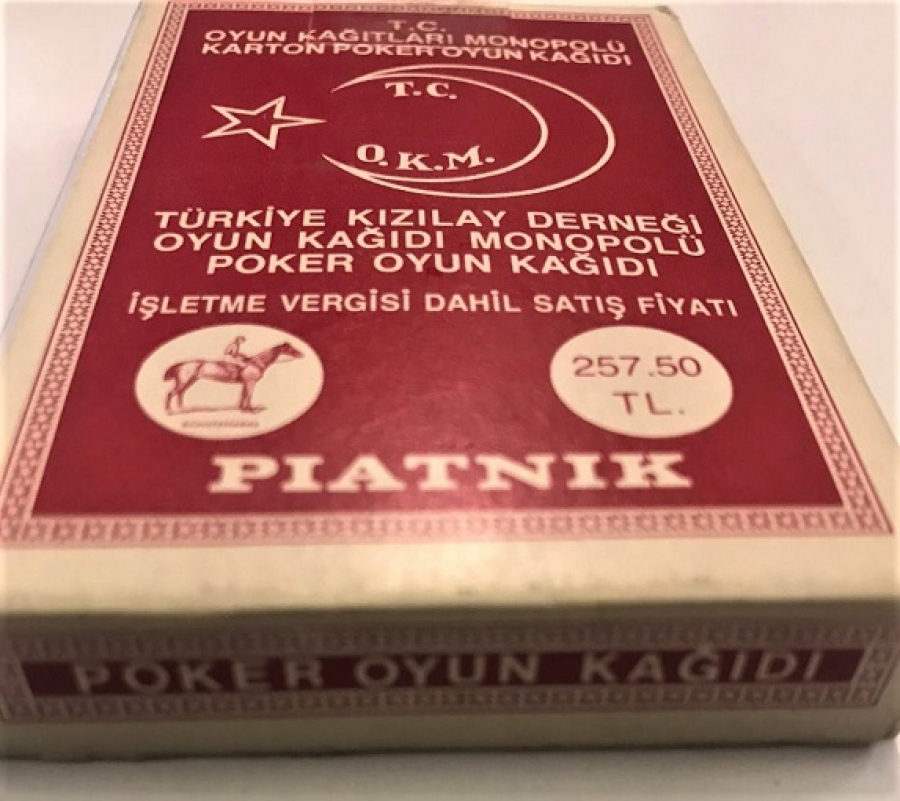 T.C.
OYUN KAĞITLARI MONOPOLÜ
KARTON POKER OYUN KAĞIDI
T.C.
O.K.M.
TÜRKİYE KIZILAY DERNEĞİ
OYUN KAĞIDI MONOPOLÜ
POKER OYUN KAĞIDI
İŞLETME VERGİSİ DAHİL SATIŞ FİYATI
257.50
TL.
PIATNIK
POKER OYUN KAĞIDI